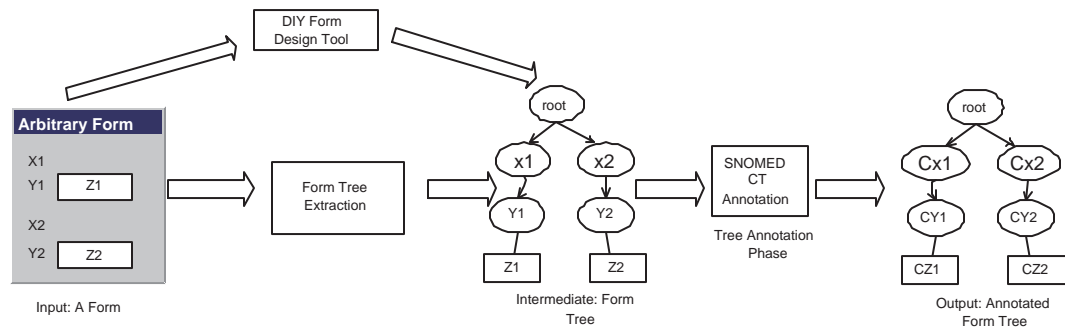 DIY Form
Design Tool
Arbitrary Form
X1
Y1
Z1
X2
Y2
Z2
Input: A Form
Form Tree
Extraction
root
x1
x2
Y1
Y2
Z1
Z2
Intermediate: Form
Tree
SNOMED
CT
Annotation
Tree Annotation
Phase
root
Cx1
Cx2
CY1
CY2
CZ1
CZ2
Output: Annotated
Form Tree